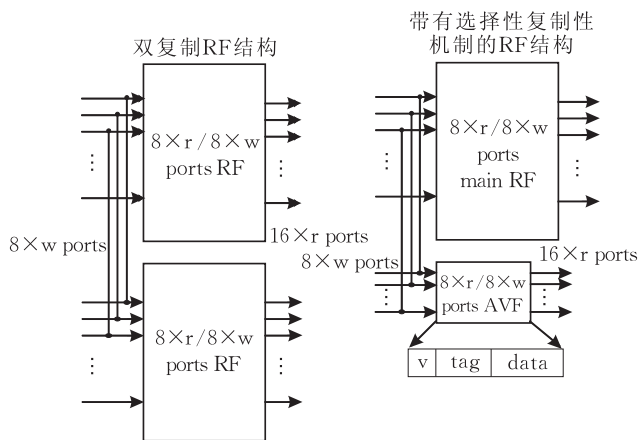 双复制RF结构
8×r/8×w
ports RF
8×w ports
16×r ports
8×r/8×w
ports RF
带有选择性复制性
机制的RF结构
8×r/8×w
ports
main RF
8×w ports
16×r ports
8×r/8×w
ports AVF
v tag data